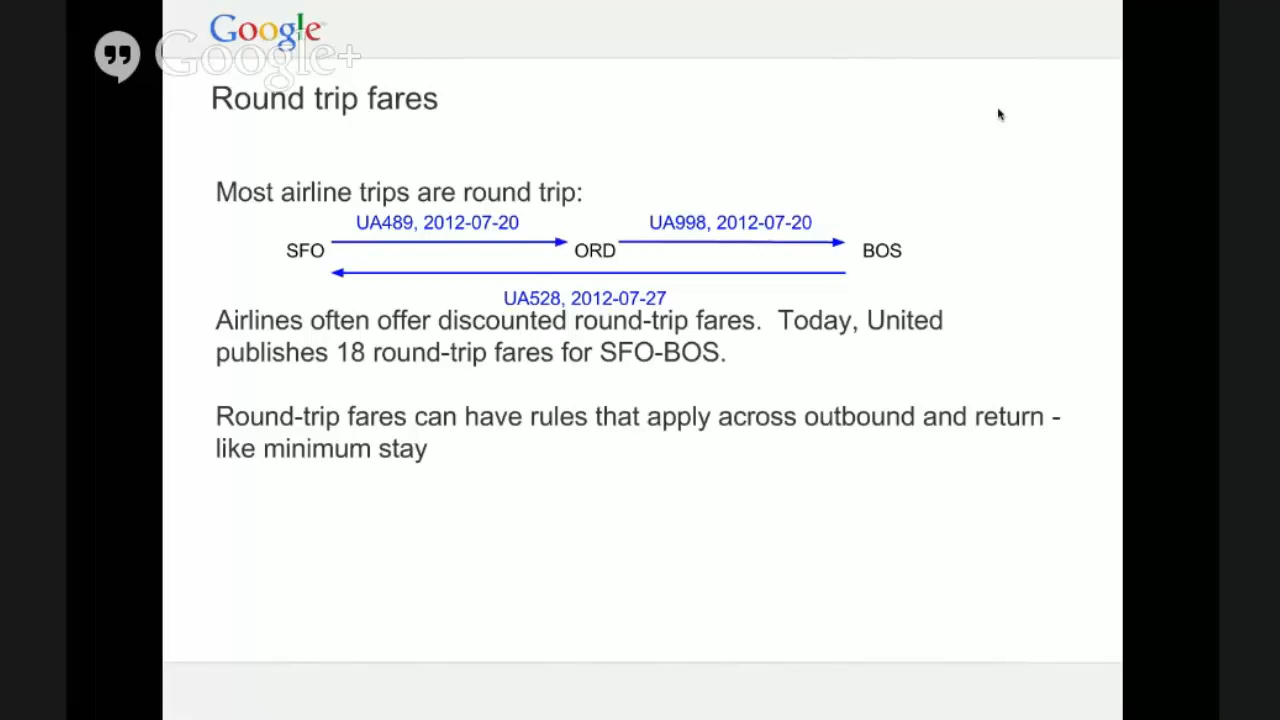 Google
Google+
Round trip fares
Most airline trips are round trip:
UA489, 2012-07-20
UA998, 2012-07-20
SFO
ORD
BOS
UA528, 2012-07-27
Airlines often offer discounted round-trip fares. Today, United
publishes 18 round-trip fares for SFO-BOS.
Round-trip fares can have rules that apply across outbound and return -
like minimum stay